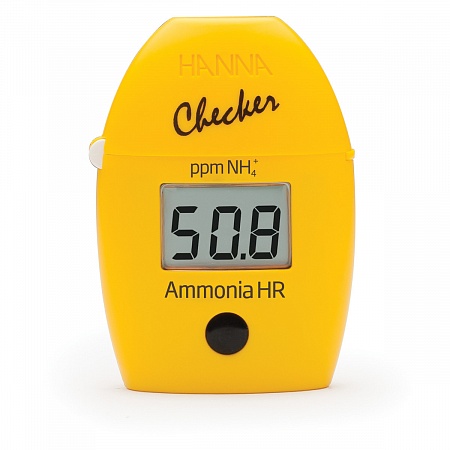 HANNA
Checker
ppm NH₄⁺
50.8
Ammonia HR